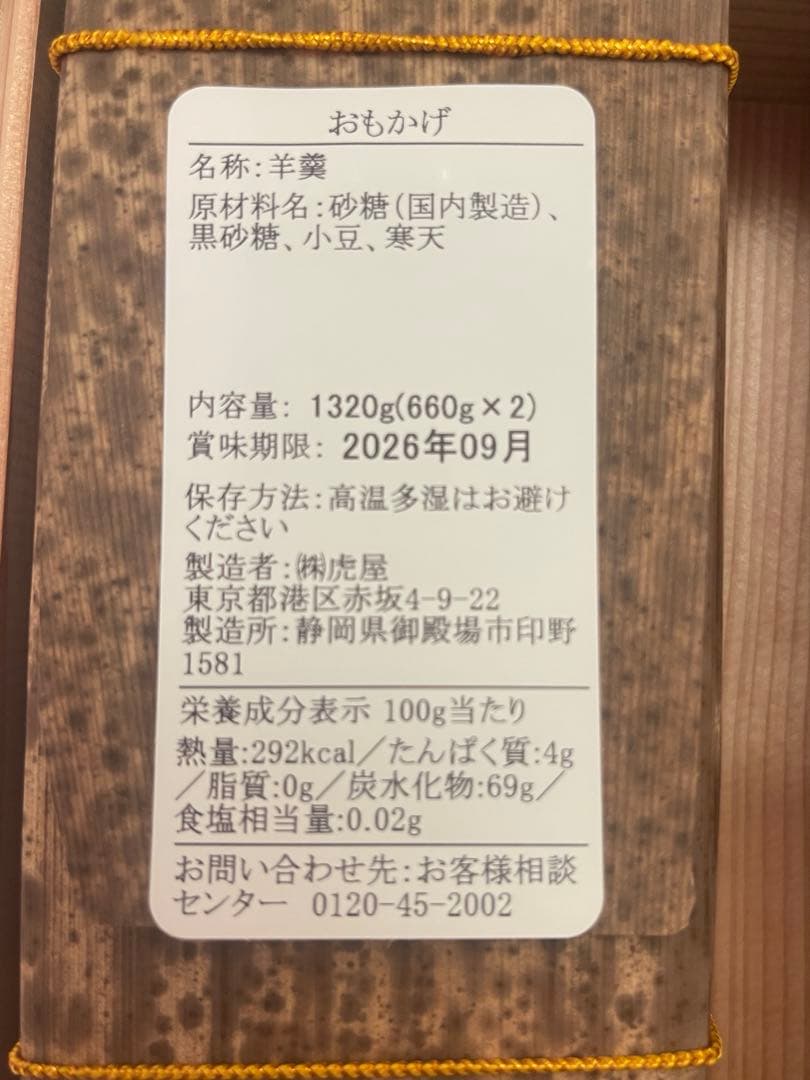 おもかげ
名称:羊羹
原材料名:砂糖(国内製造)、
黒砂糖、小豆、寒天
内容量: 1320g(660g×2)
賞味期限: 2026年09月
保存方法:高温多湿はお避け
ください
製造者:㈱虎屋
東京都港区赤坂4-9-22
製造所:静岡県御殿場市印野
1581
栄養成分表示 100g当たり
熱量:292kcal/たんぱく質:4g
/脂質:0g/炭水化物:69g/
食塩相当量:0.02g
お問い合わせ先:お客様相談
センター 0120-45-2002